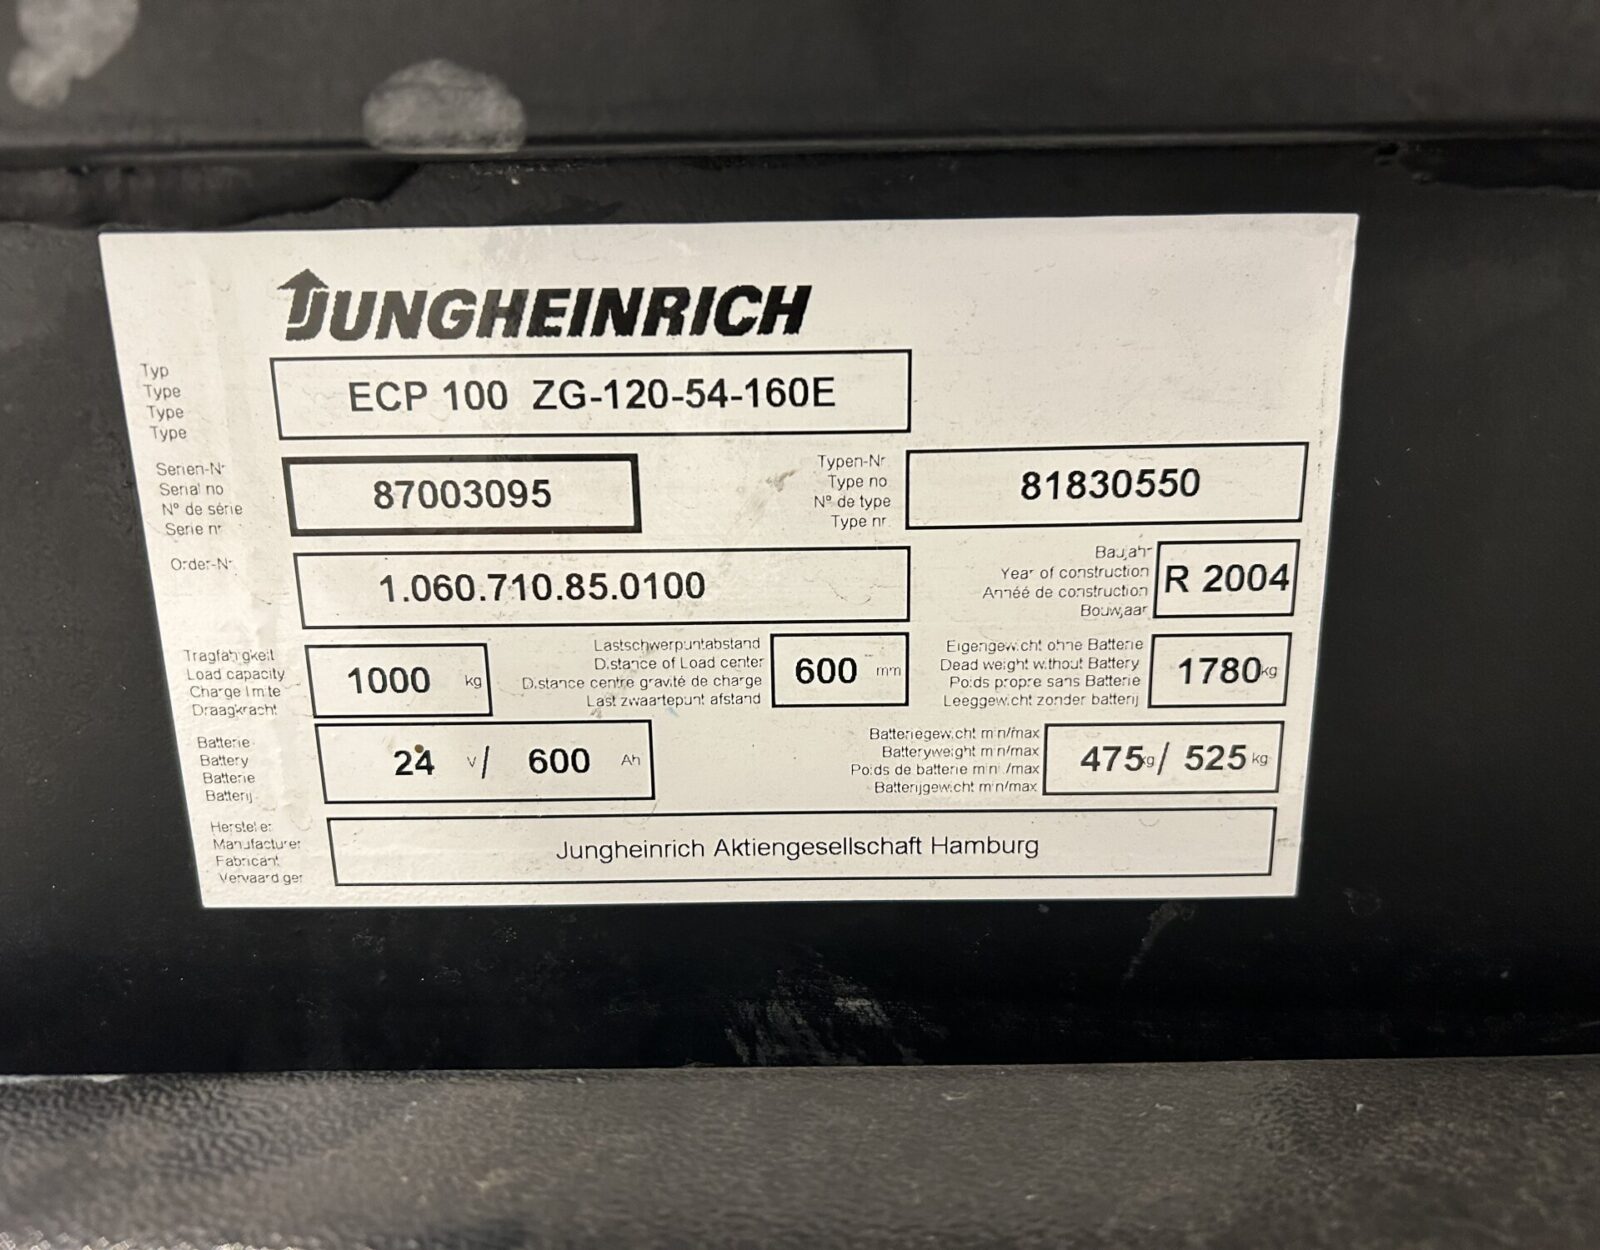 JUNGHEINRICH
Typ
Type
Type
Type
ECP 100 ZG-120-54-160E
Serien-Nr
Serial no
N° de série
Serie nr
87003095
Typen-Nr
Type no
N° de type
Type nr
81830550
Order-Nr
1.060.710.85.0100
Baujahr
Year of construction
Année de construction
Bouwjaar
R 2004
Tragfähigkeit
Load capacity
Charge limite
Draagkracht
1000 kg
Lastschwerpunktabstand
Distance of Load center
Distance centre gravité de charge
Last zwaartepunt afstand
600 mm
Eigengewicht ohne Batterie
Dead weight without Battery
Poids propre sans Batterie
Leeggewicht zonder batterij
1780 kg
Batterie
Battery
Batterie
Batterij
24 V/ 600 Ah
Batteriegewicht min/max
Batteryweight min/max
Poids de batterie min /max
Batterijgewicht min/max
475 kg/ 525 kg
Hersteller
Manufacturer
Fabricant
Vervaardiger
Jungheinrich Aktiengesellschaft Hamburg